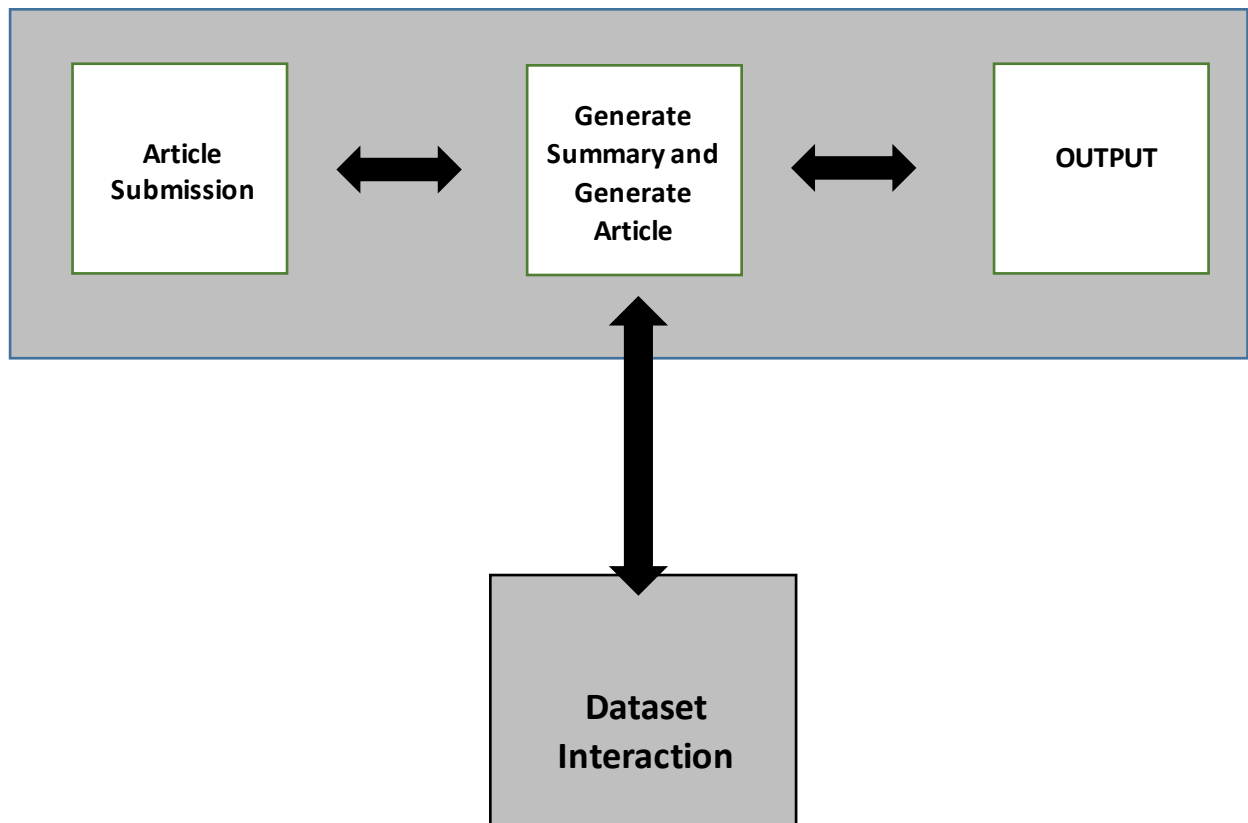 Article
Submission
Generate
Summary and
Generate
Article
OUTPUT
Dataset
Interaction